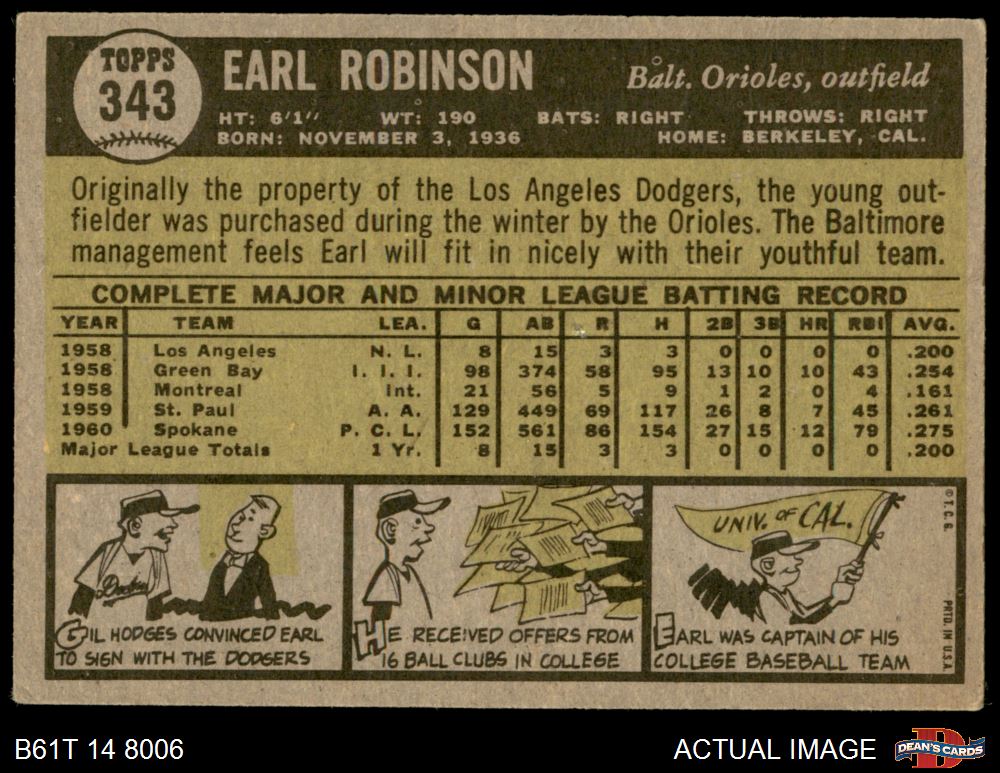 TOPPS
343
EARL ROBINSON
Balt. Orioles, outfield
HT: 6'1" WT: 190 BATS: RIGHT THROWS: RIGHT
BORN: NOVEMBER 3, 1936 HOME: BERKELEY, CAL.
Originally the property of the Los Angeles Dodgers, the young out-
fielder was purchased during the winter by the Orioles. The Baltimore
management feels Earl will fit in nicely with their youthful team.
COMPLETE MAJOR AND MINOR LEAGUE BATTING RECORD
YEAR TEAM LEA. G AB R H 2B 3B HR RBI AVG.
1958 Los Angeles N. L. 8 15 3 3 0 0 0 0 .200
1958 Green Bay I. I. I. 98 374 58 95 13 10 10 43 .254
1958 Montreal Int. 21 56 5 9 1 2 0 4 .161
1959 St. Paul A. A. 129 449 69 117 26 8 7 45 .261
1960 Spokane P. C. L. 152 561 86 154 27 15 12 79 .275
Major League Totals 1 Yr. 8 15 3 3 0 0 0 0 .200
Dodgers
GIL HODGES CONVINCED EARL
TO SIGN WITH THE DODGERS
HE RECEIVED OFFERS FROM
16 BALL CLUBS IN COLLEGE
UNIV. OF CAL.
EARL WAS CAPTAIN OF HIS
COLLEGE BASEBALL TEAM
© T. C. G.
PRTD. IN U.S.A.
B61T 14 8006
ACTUAL IMAGE
D
DEAN'S CARDS